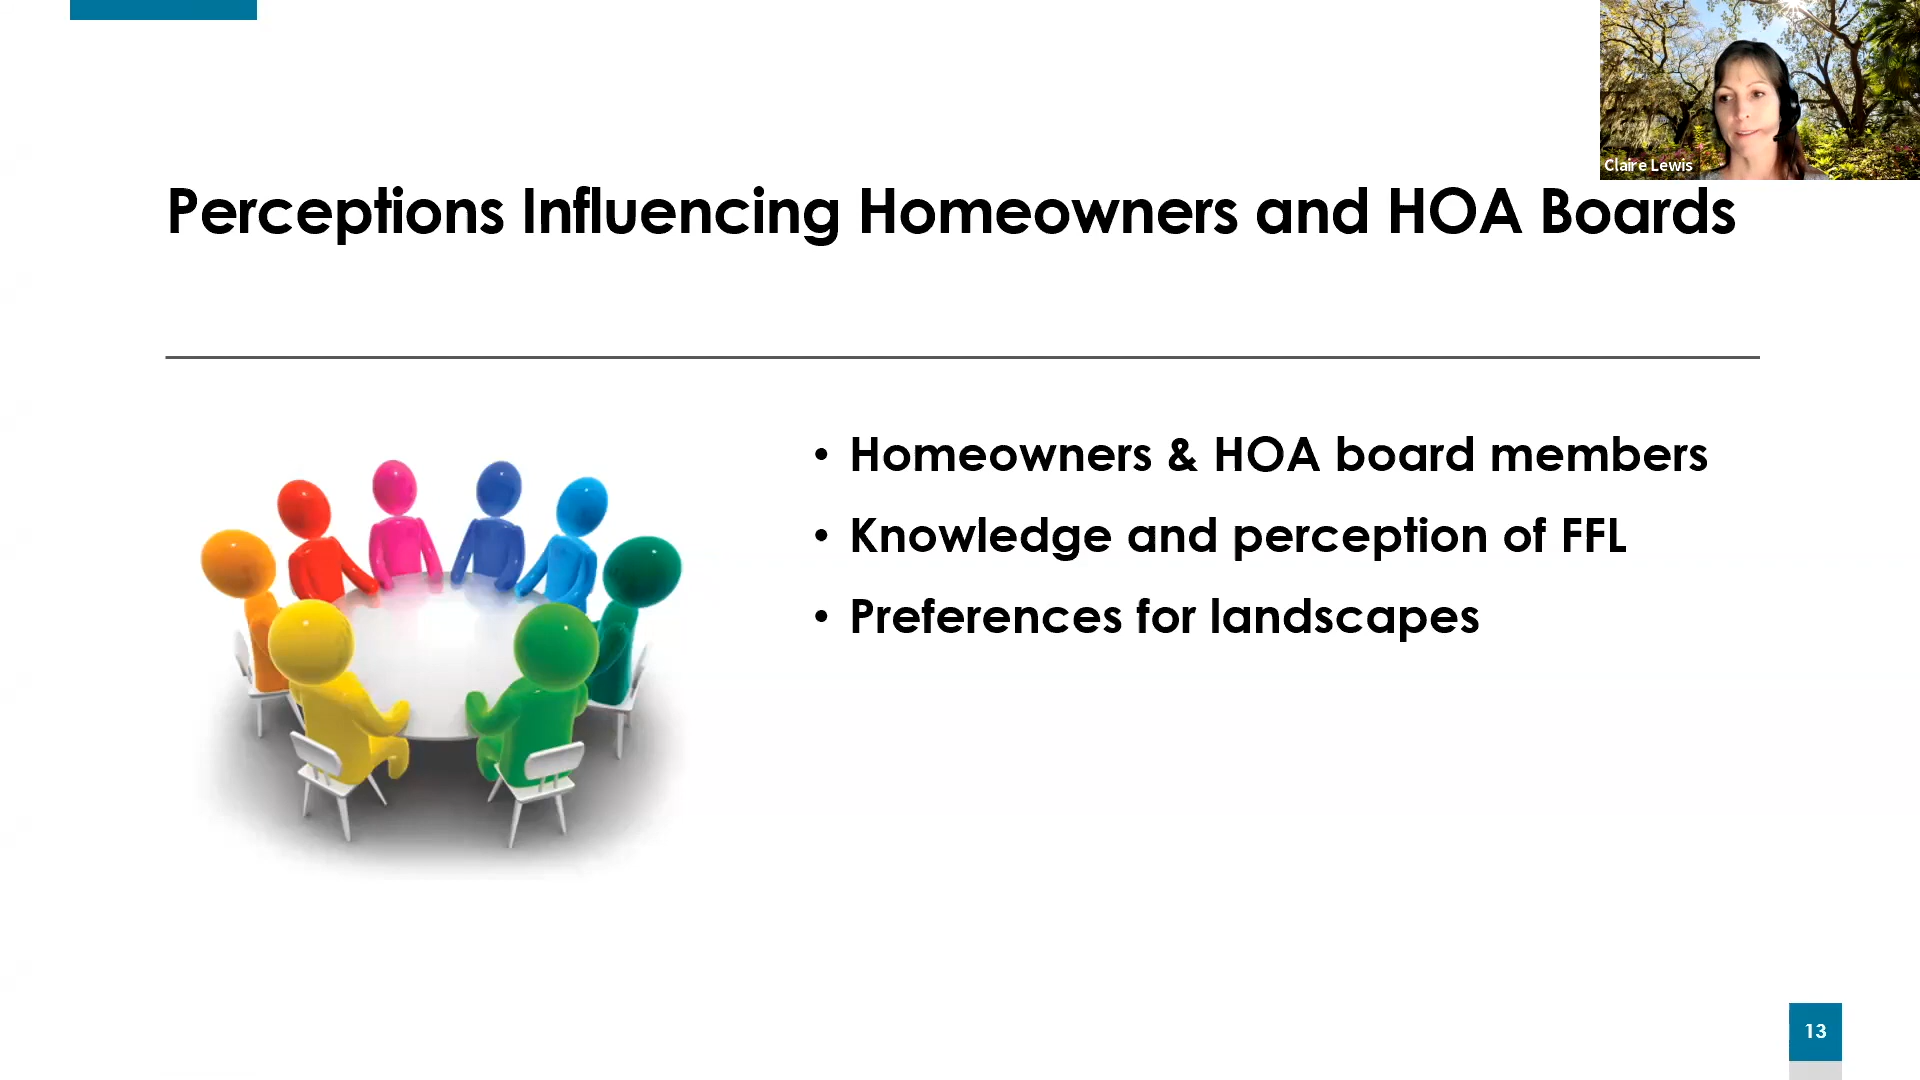 Claire Lewis
Perceptions Influencing Homeowners and HOA Boards
• Homeowners & HOA board members
• Knowledge and perception of FFL
• Preferences for landscapes
13